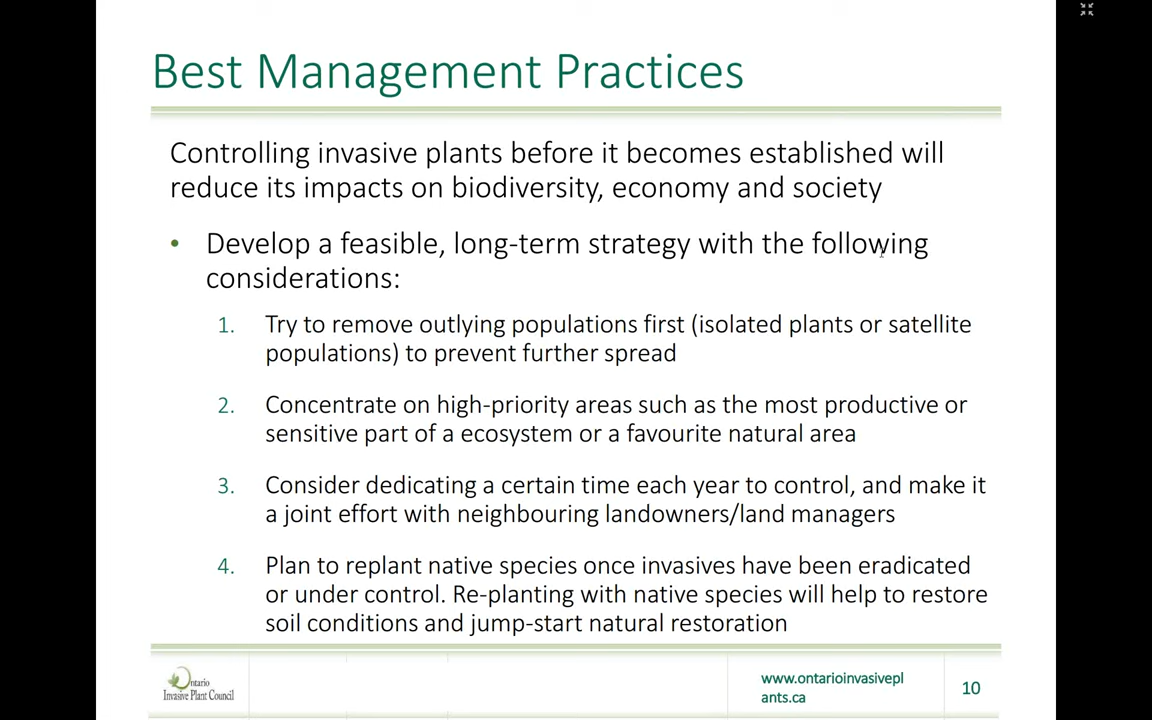 Best Management Practices
Controlling invasive plants before it becomes established will
reduce its impacts on biodiversity, economy and society
• Develop a feasible, long-term strategy with the following
considerations:
1. Try to remove outlying populations first (isolated plants or satellite
populations) to prevent further spread
2. Concentrate on high-priority areas such as the most productive or
sensitive part of a ecosystem or a favourite natural area
3. Consider dedicating a certain time each year to control, and make it
a joint effort with neighbouring landowners/land managers
4. Plan to replant native species once invasives have been eradicated
or under control. Re-planting with native species will help to restore
soil conditions and jump-start natural restoration
Ontario
Invasive Plant Council
www.ontarioinvasivepl
ants.ca
10